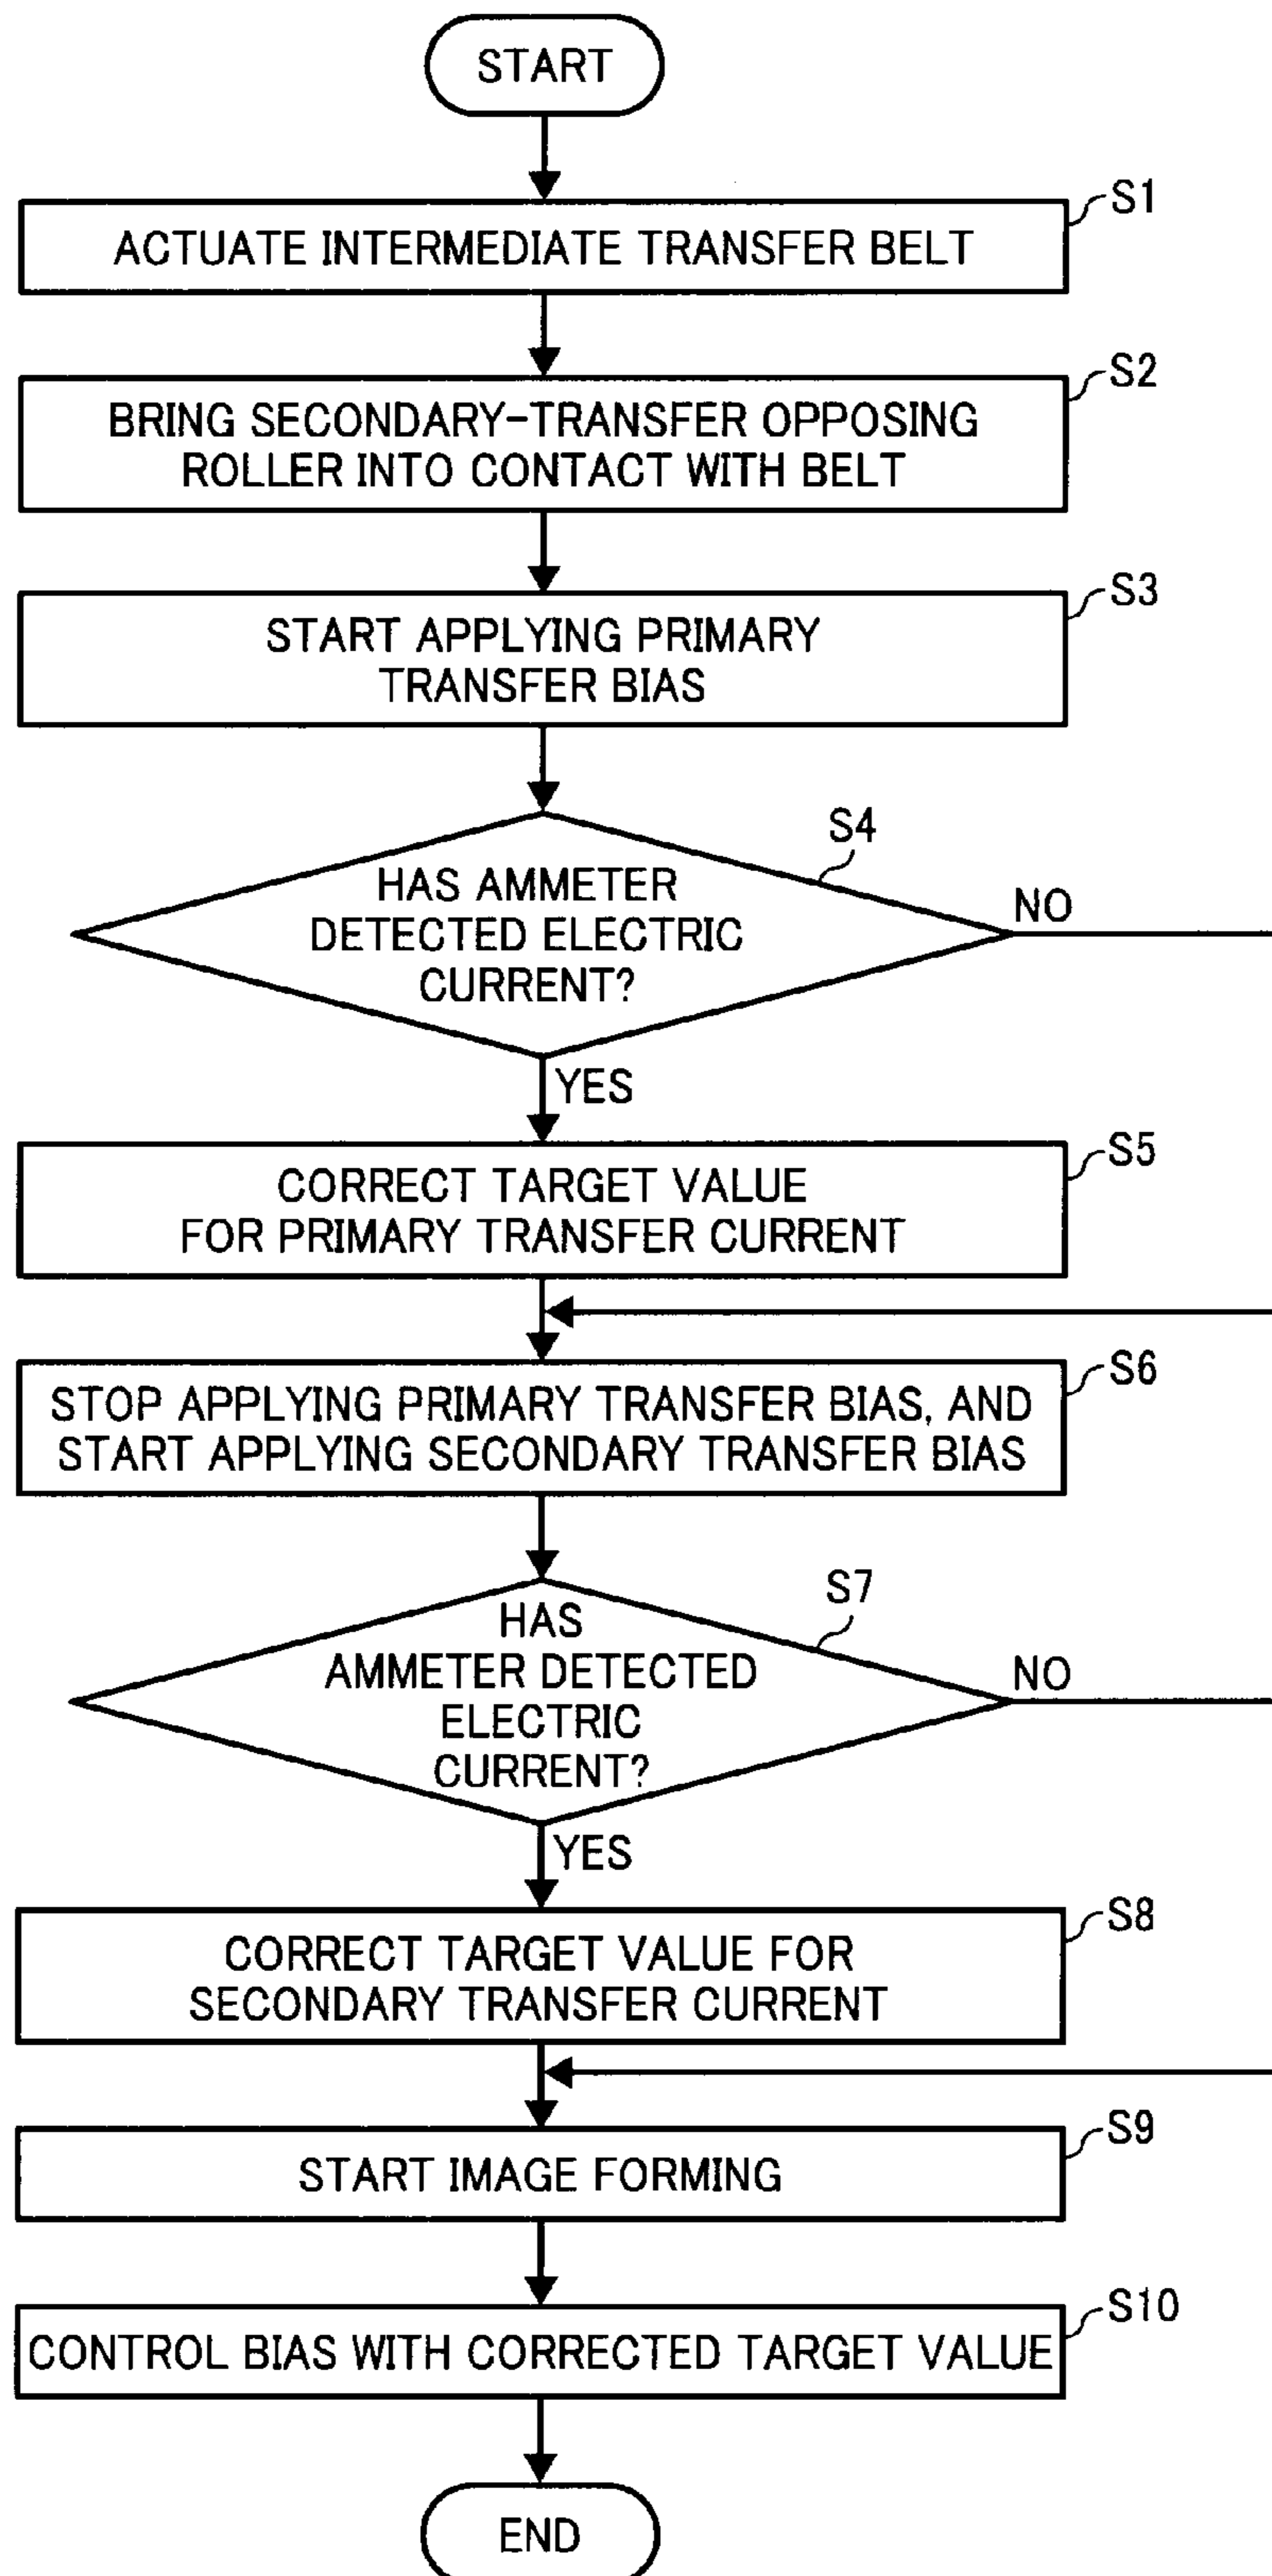 START
S1
ACTUATE INTERMEDIATE TRANSFER BELT
S2
BRING SECONDARY-TRANSFER OPPOSING
ROLLER INTO CONTACT WITH BELT
S3
START APPLYING PRIMARY
TRANSFER BIAS
S4
HAS AMMETER
DETECTED ELECTRIC
CURRENT?
NO
YES
S5
CORRECT TARGET VALUE
FOR PRIMARY TRANSFER CURRENT
S6
STOP APPLYING PRIMARY TRANSFER BIAS, AND
START APPLYING SECONDARY TRANSFER BIAS
S7
HAS
AMMETER DETECTED
ELECTRIC
CURRENT?
NO
YES
S8
CORRECT TARGET VALUE FOR
SECONDARY TRANSFER CURRENT
S9
START IMAGE FORMING
S10
CONTROL BIAS WITH CORRECTED TARGET VALUE
END